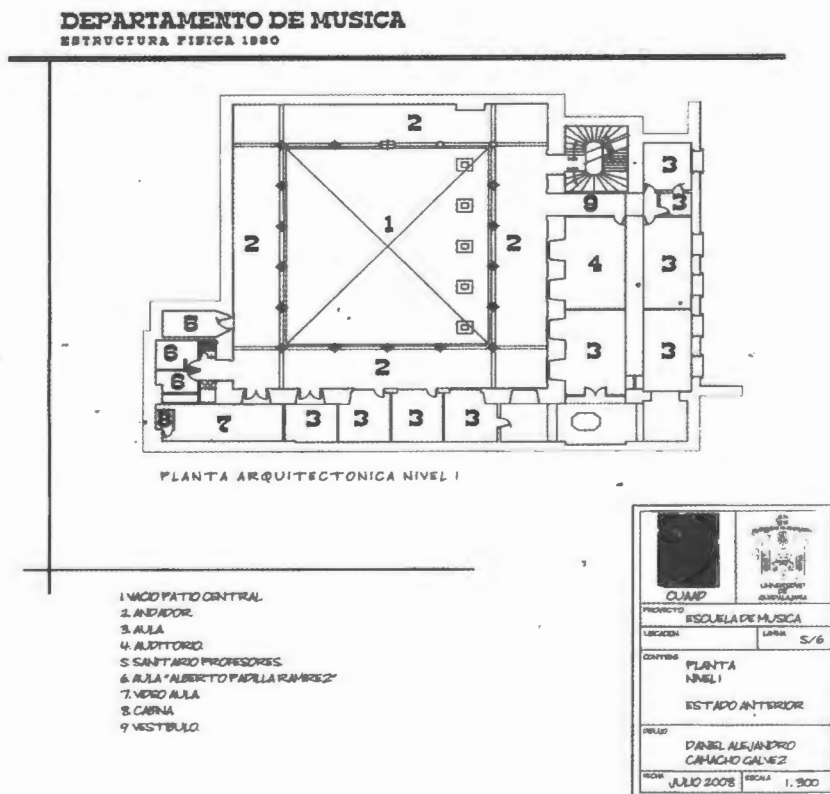 DEPARTAMENTO DE MUSICA
ESTRUCTURA FISICA 1980
2
3
9
3
2
1
2
4
3
5
6
3
3
2
6
8
7
3
3
3
3
PLANTA ARQUITECTONICA NIVEL I
1 VACIO PATIO CENTRAL
2. ANDADOR
3. AULA
4. AUDITORIO
5 SANITARIO PROFESORES
6. AULA "ALBERTO PADILLA RAMIREZ"
7. VIDEO AULA
8. CABINA
9 VESTIBULO.
CUAAD
UNIVERSIDAD
DE
GUADALAJARA
PROYECTO
ESCUELA DE MUSICA
UBICACION
LAMINA
5/6
CONTIENE
PLANTA
NIVEL I
ESTADO ANTERIOR
DIBUJO
DANIEL ALEJANDRO
CAMACHO GALVEZ
FECHA
JULIO 2008
ESCALA
1:300